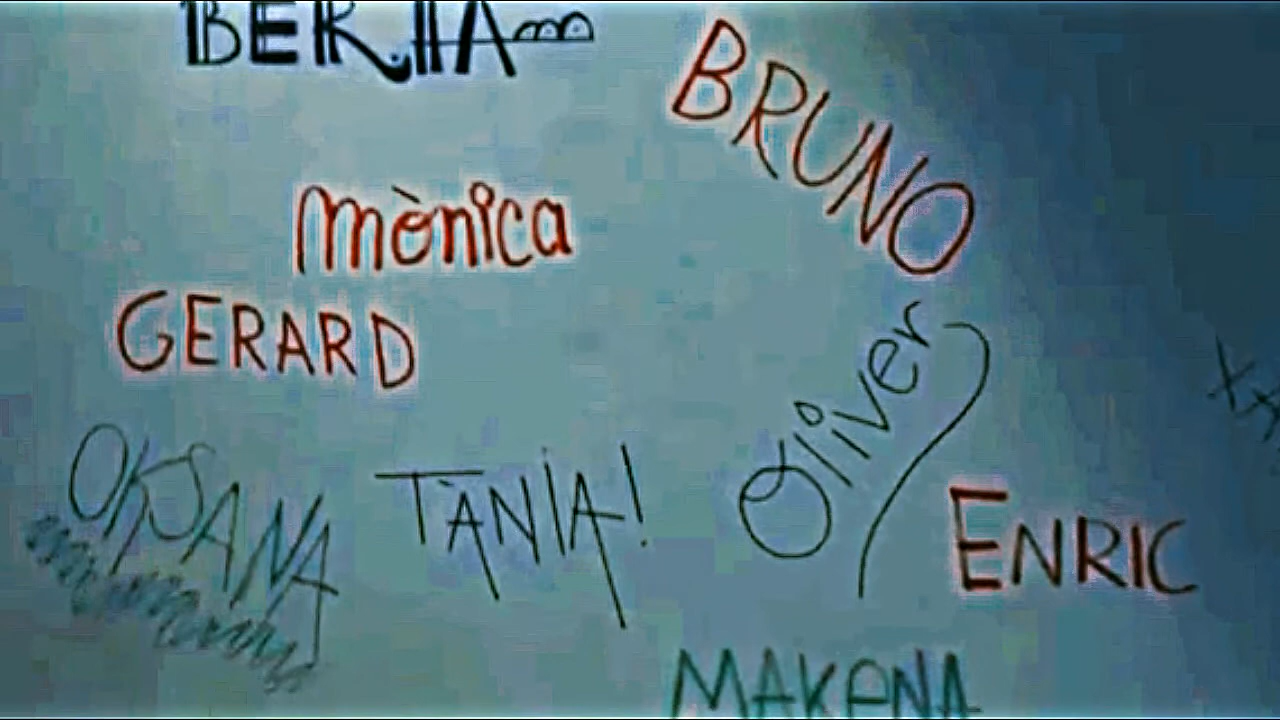 BERTA
BRUNO
Mònica
GERARD
Oliver
OKSANA
TÀNIA!
ENRIC
MAKENA